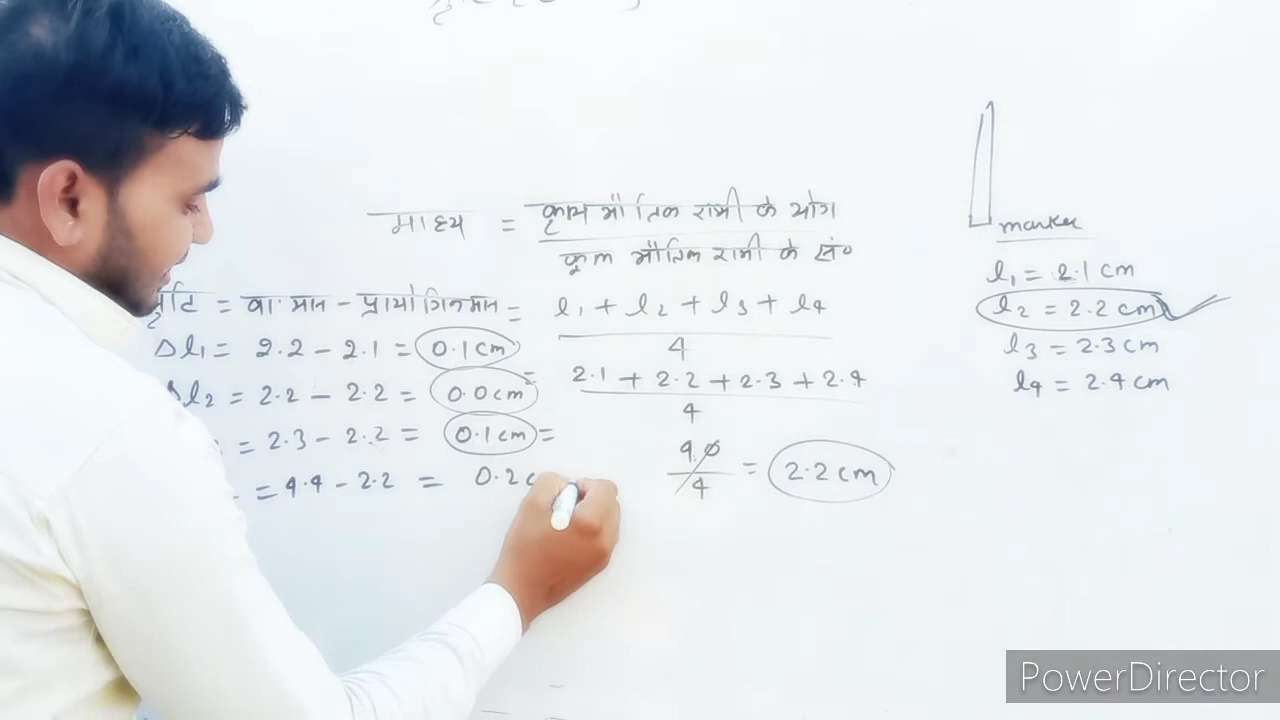 माध्य = कुल भौतिक राशी के योग
कुल भौतिक राशी के सं०
= l₁ + l₂ + l₃ + l₄
4
= 2.1 + 2.2 + 2.3 + 2.4
4
= 9.0
4
= 2.2 cm
त्रुटि = वा. मान - प्रायोगिक मान
Δl₁ = 2.2 - 2.1 = 0.1 cm
Δl₂ = 2.2 - 2.2 = 0.0 cm
= 2.3 - 2.2 = 0.1 cm
= 4.4 - 2.2 = 0.2 c
marker
l₁ = 2.1 cm
l₂ = 2.2 cm
l₃ = 2.3 cm
l₄ = 2.4 cm
PowerDirector